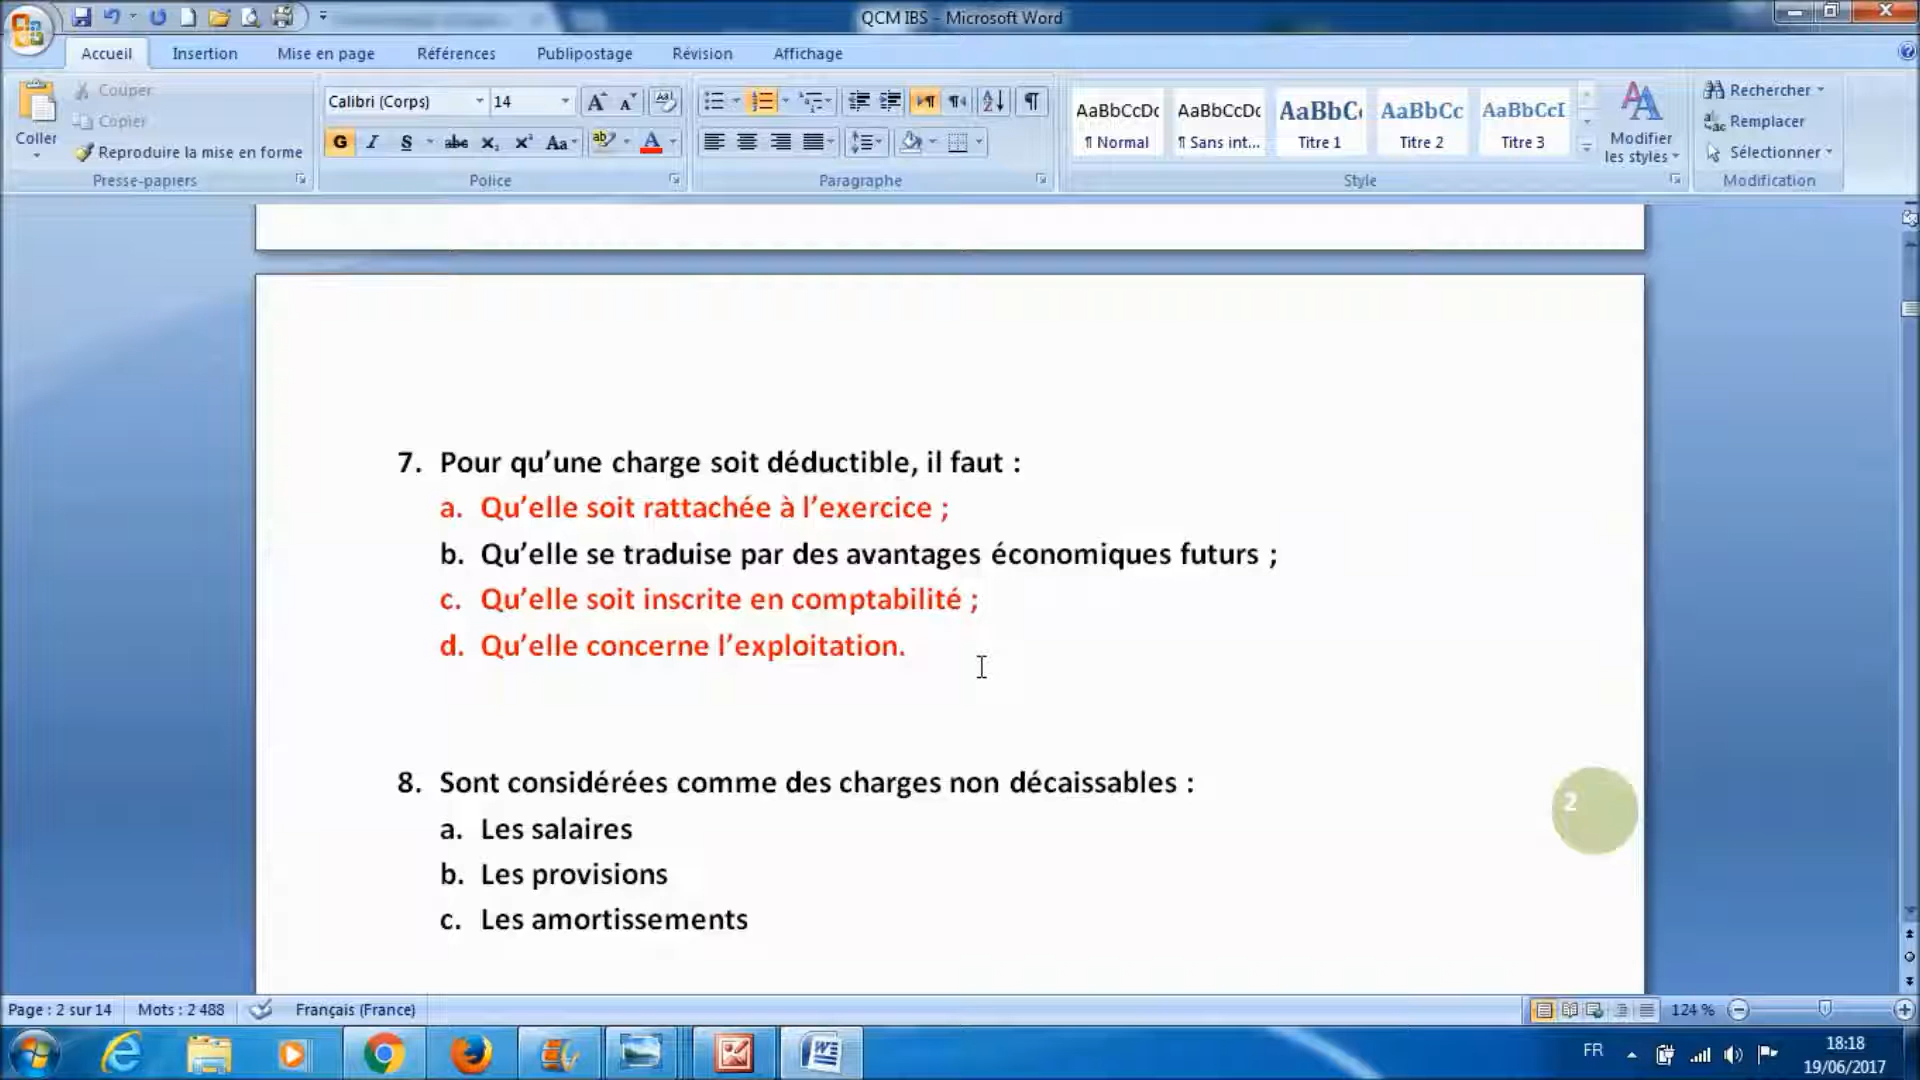 QCM IBS - Microsoft Word
Accueil Insertion Mise en page Références Publipostage Révision Affichage
Coller
Couper
Copier
Reproduire la mise en forme
Presse-papiers
Calibri (Corps) 14
G I S abc X₂ X² Aa
Police
Paragraphe
AaBbCcDc AaBbCcDc AaBbC AaBbCc AaBbCcI
¶ Normal ¶ Sans int... Titre 1 Titre 2 Titre 3
Style
Modifier
les styles
Rechercher
Remplacer
Sélectionner
Modification
7. Pour qu’une charge soit déductible, il faut :
a. Qu’elle soit rattachée à l’exercice ;
b. Qu’elle se traduise par des avantages économiques futurs ;
c. Qu’elle soit inscrite en comptabilité ;
d. Qu’elle concerne l’exploitation.
8. Sont considérées comme des charges non décaissables :
a. Les salaires
b. Les provisions
c. Les amortissements
2
Page : 2 sur 14 Mots : 2 488 Français (France) 124 %
FR 18:18
19/06/2017